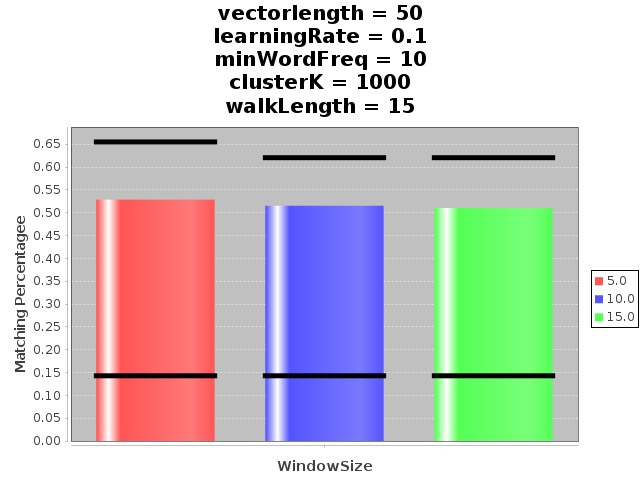 vectorlength = 50
learningRate = 0.1
minWordFreq = 10
clusterK = 1000
walkLength = 15
0.65
0.60
0.55
0.50
0.45
0.40
0.35
0.30
0.25
0.20
0.15
0.10
0.05
0.00
Matching Percentagee
WindowSize
5.0
10.0
15.0